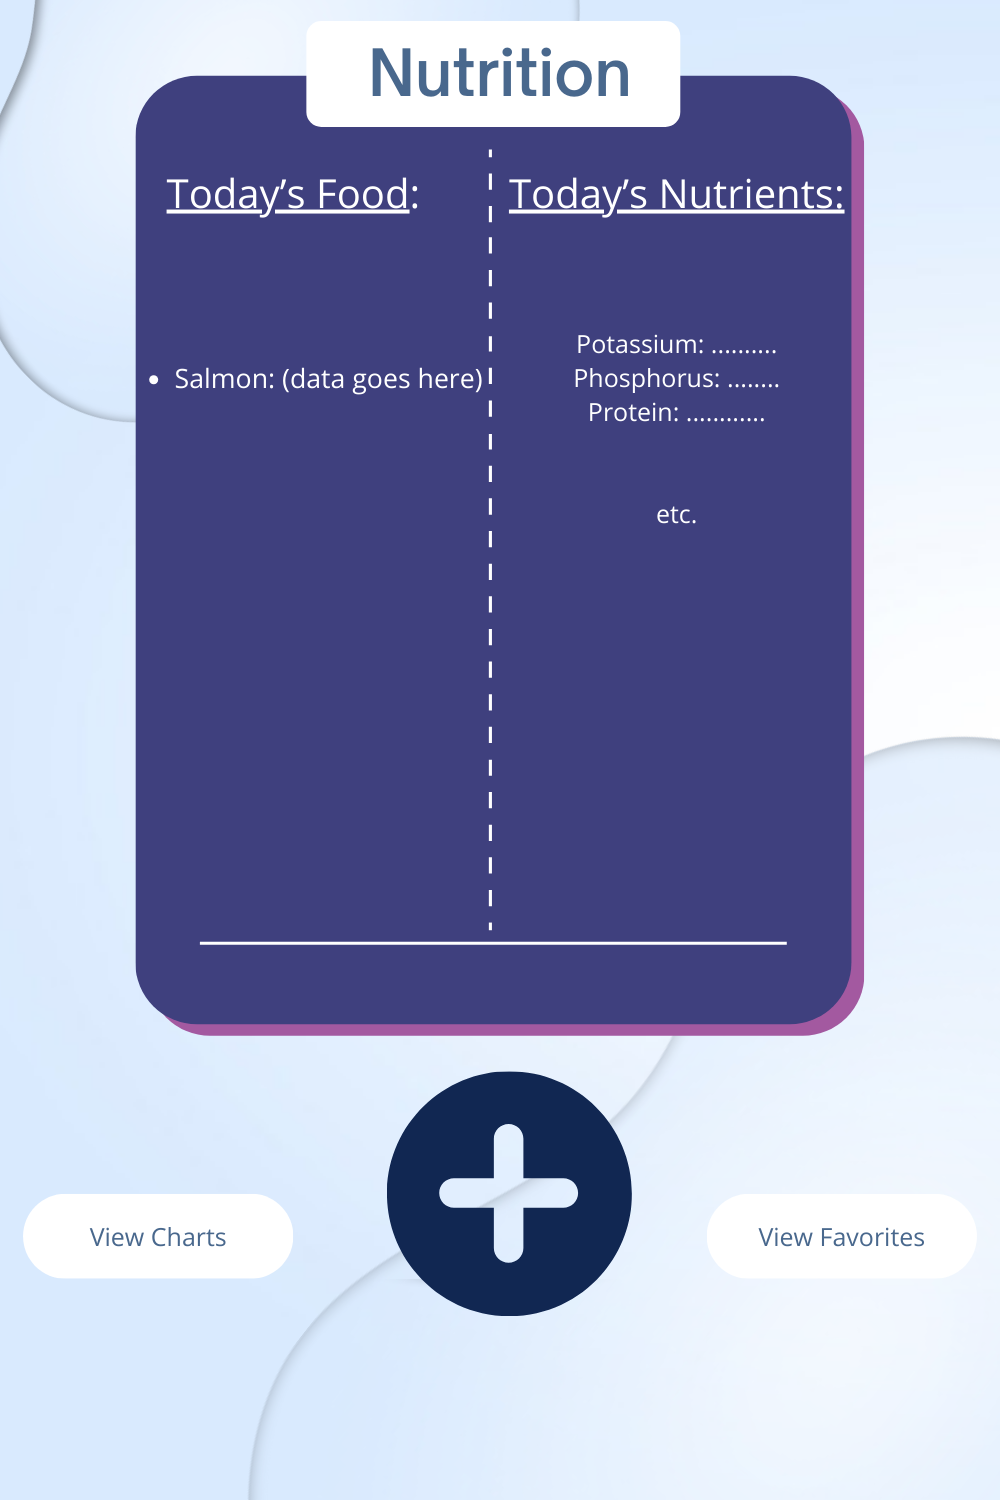 Nutrition
Today’s Food:
• Salmon: (data goes here)
Today’s Nutrients:
Potassium: ..........
Phosphorus: ........
Protein: ............
etc.
View Charts
View Favorites